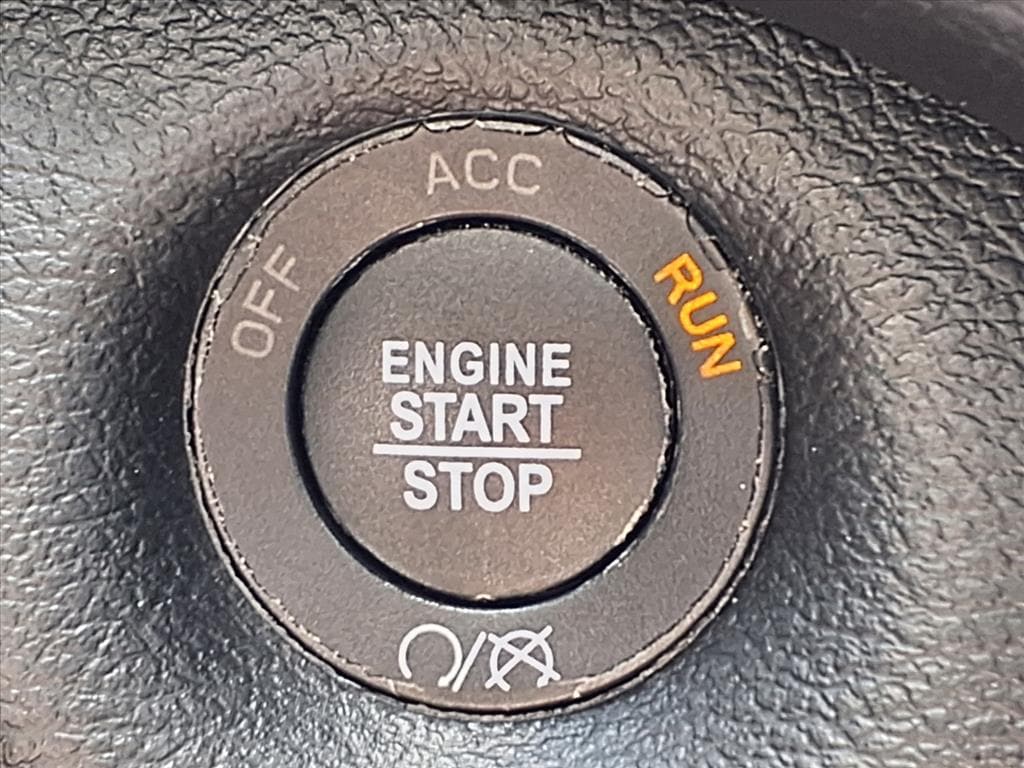 ACC
OFF
RUN
ENGINE
START
STOP